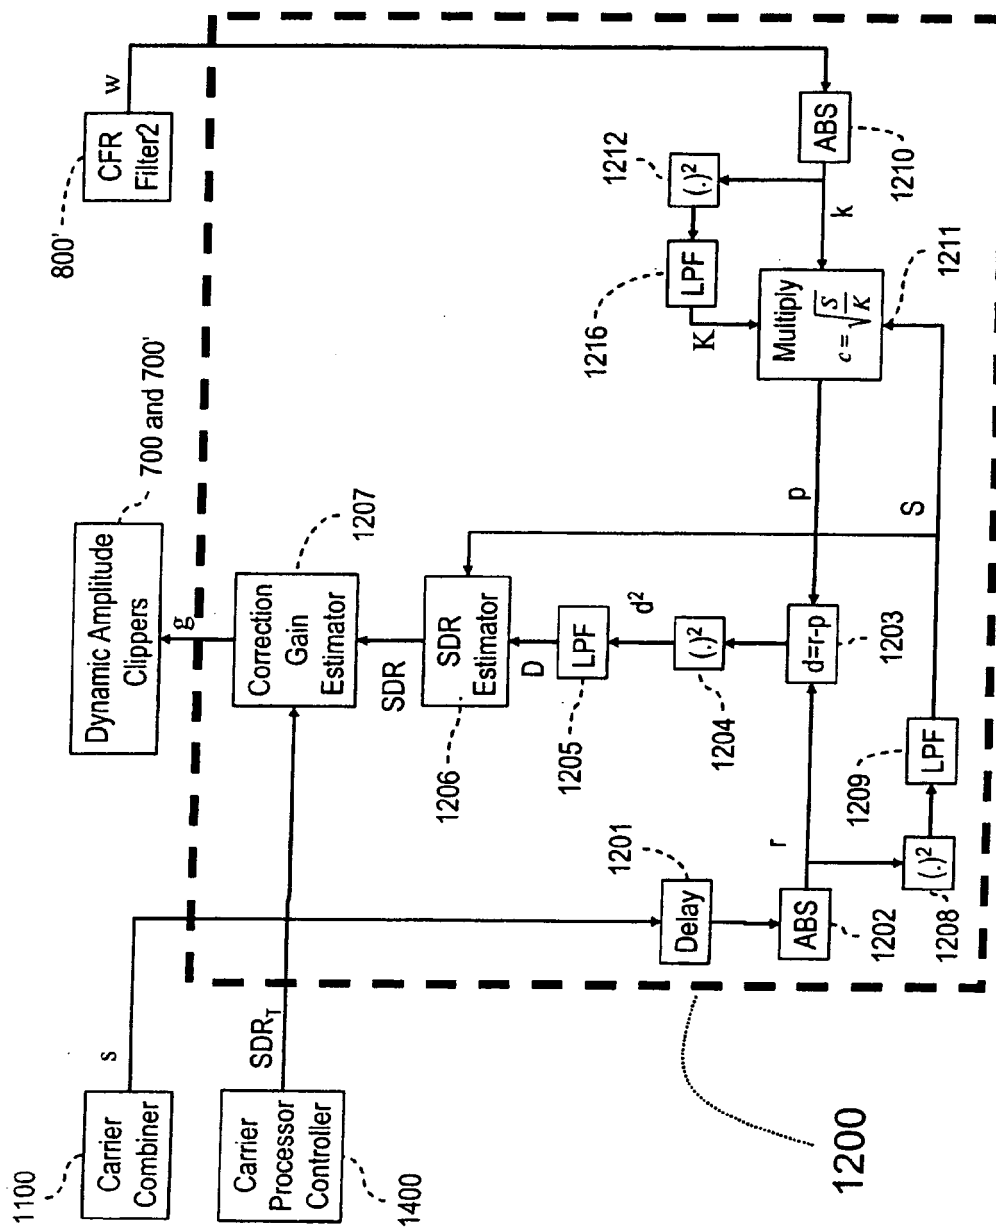 1100
Carrier
Combiner
s
1400
Carrier
Processor
Controller
SDR_T
1200
Dynamic Amplitude
Clippers
700 and 700'
g
Correction
Gain
Estimator
1207
SDR
SDR
Estimator
1206
D
LPF
1205
d²
(.)²
1204
d=r-p
1203
Delay
1201
ABS
1202
r
(.)²
1208
LPF
1209
S
p
800'
CFR
Filter2
w
ABS
1210
k
(.)²
1212
LPF
1216
K
Multiply
c = √(S/K)
1211